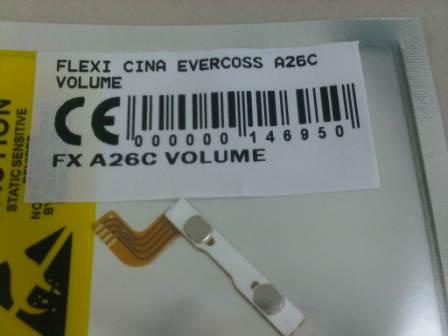 FLEXI CINA EVERCOSS A26C
VOLUME
CE
000000 146950
FX A26C VOLUME
STATIC SENSITIVE